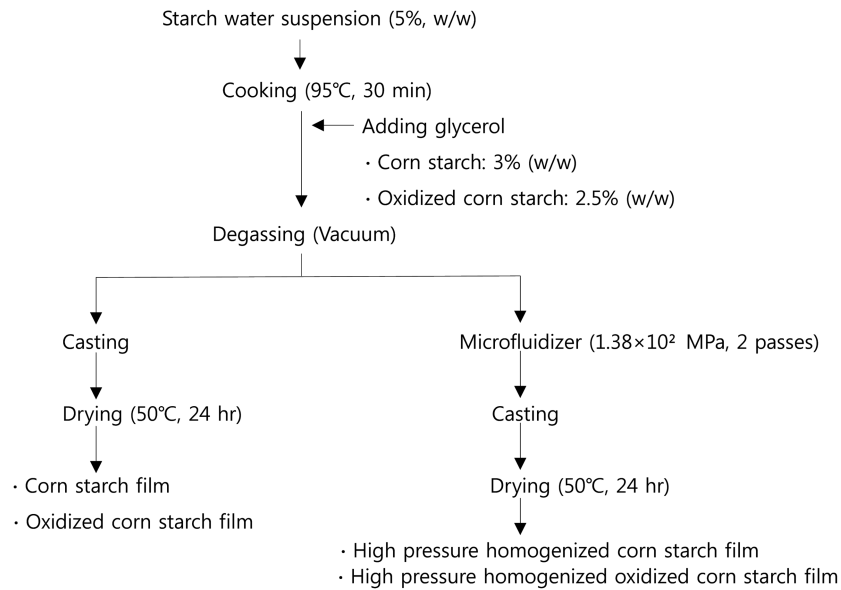 Starch water suspension (5%, w/w)
Cooking (95℃, 30 min)
Adding glycerol
· Corn starch: 3% (w/w)
· Oxidized corn starch: 2.5% (w/w)
Degassing (Vacuum)
Casting
Drying (50℃, 24 hr)
· Corn starch film
· Oxidized corn starch film
Microfluidizer (1.38×10² MPa, 2 passes)
Casting
Drying (50℃, 24 hr)
· High pressure homogenized corn starch film
· High pressure homogenized oxidized corn starch film